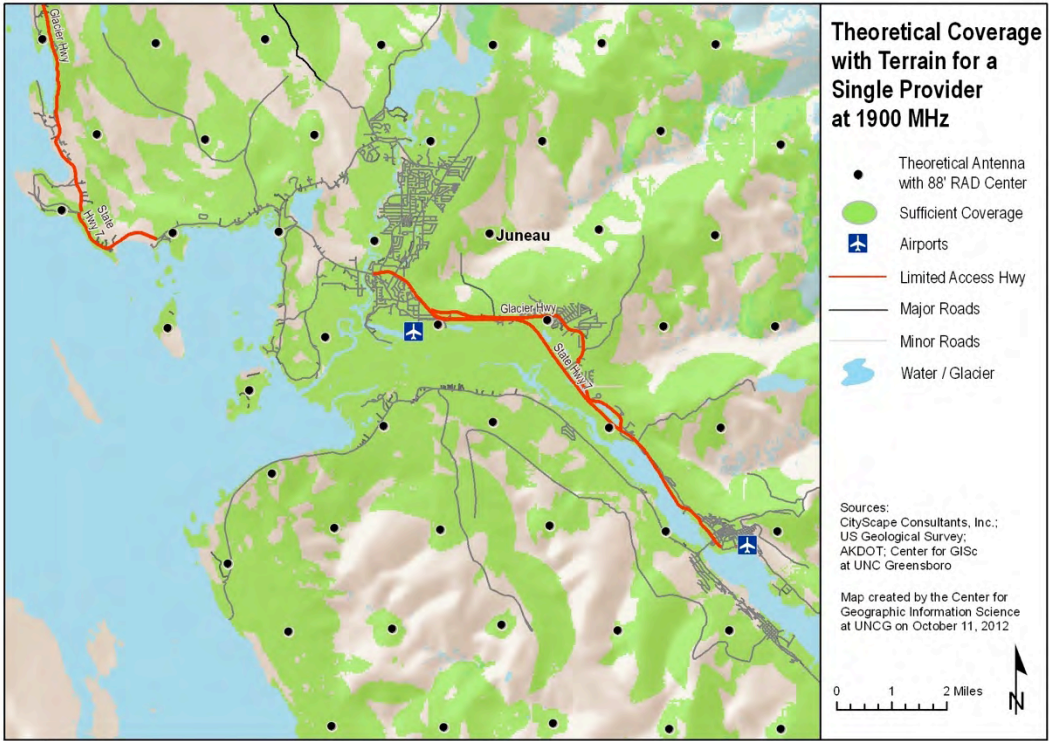 Theoretical Coverage
with Terrain for a
Single Provider
at 1900 MHz
Theoretical Antenna
with 88' RAD Center
Sufficient Coverage
Airports
Limited Access Hwy
Major Roads
Minor Roads
Water / Glacier
Sources:
CityScape Consultants, Inc.;
US Geological Survey;
AKDOT; Center for GISc
at UNC Greensboro
Map created by the Center for
Geographic Information Science
at UNCG on October 11, 2012
0 1 2 Miles
N
Glacier Hwy
State
Hwy 7
Juneau
Glacier Hwy
State Hwy 7